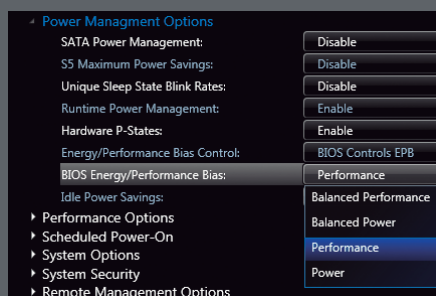 Power Managment Options
SATA Power Management: Disable
S5 Maximum Power Savings: Disable
Unique Sleep State Blink Rates: Disable
Runtime Power Management: Enable
Hardware P-States: Enable
Energy/Performance Bias Control: BIOS Controls EPB
BIOS Energy/Performance Bias: Performance
Idle Power Savings:
Balanced Performance
Balanced Power
Performance
Power
Performance Options
Scheduled Power-On
System Options
System Security
Remote Management Options